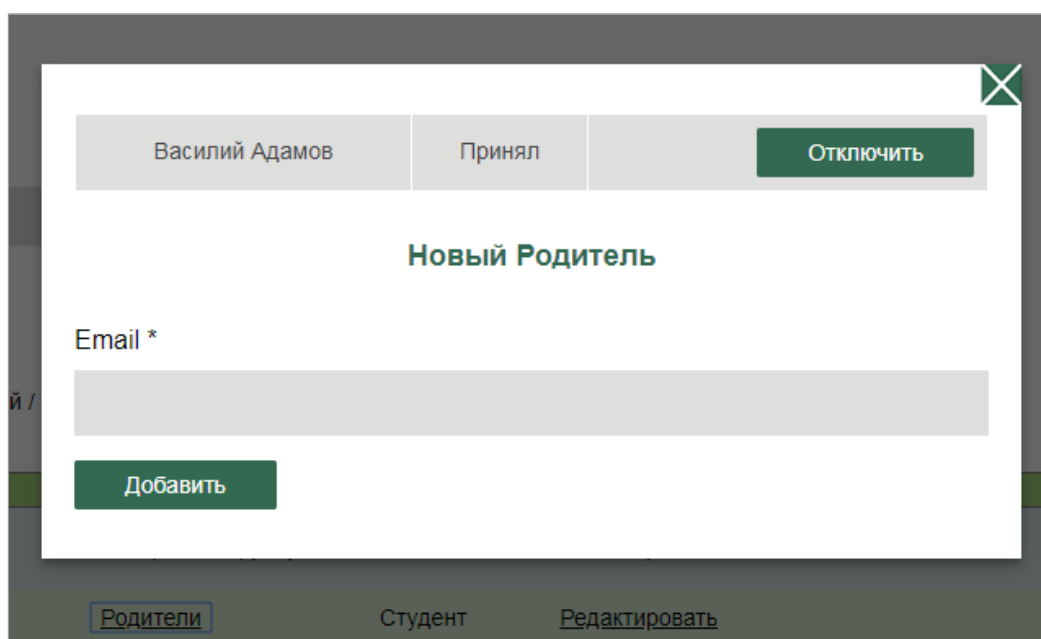 Василий Адамов Принял Отключить
Новый Родитель
Email *
й /
Добавить
Родители Студент Редактировать